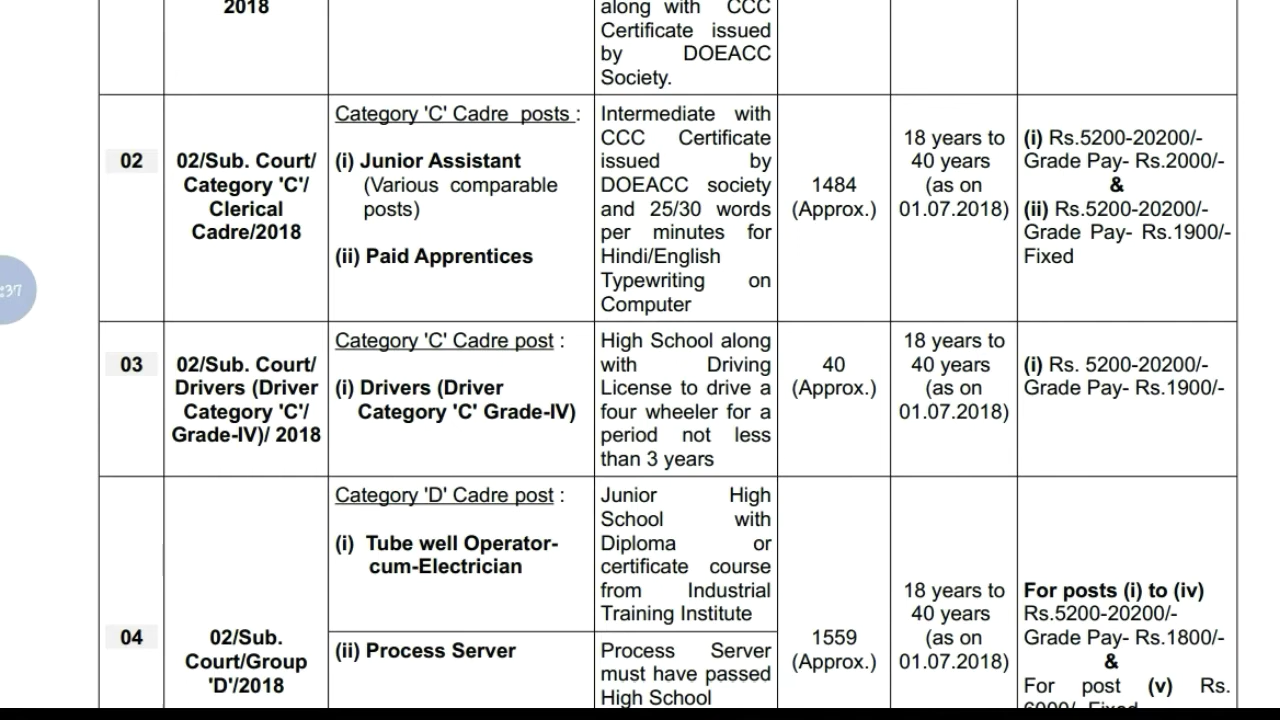 2018
along with CCC
Certificate issued
by DOEACC
Society.
02
02/Sub. Court/
Category 'C'/
Clerical
Cadre/2018
Category 'C' Cadre posts :
(i) Junior Assistant
(Various comparable
posts)
(ii) Paid Apprentices
Intermediate with
CCC Certificate
issued by
DOEACC society
and 25/30 words
per minutes for
Hindi/English
Typewriting on
Computer
1484
(Approx.)
18 years to
40 years
(as on
01.07.2018)
(i) Rs.5200-20200/-
Grade Pay- Rs.2000/-
&
(ii) Rs.5200-20200/-
Grade Pay- Rs.1900/-
Fixed
:37
03
02/Sub. Court/
Drivers (Driver
Category 'C'/
Grade-IV)/ 2018
Category 'C' Cadre post :
(i) Drivers (Driver
Category 'C' Grade-IV)
High School along
with Driving
License to drive a
four wheeler for a
period not less
than 3 years
40
(Approx.)
18 years to
40 years
(as on
01.07.2018)
(i) Rs. 5200-20200/-
Grade Pay- Rs.1900/-
04
02/Sub.
Court/Group
'D'/2018
Category 'D' Cadre post :
(i) Tube well Operator-
cum-Electrician
Junior High
School with
Diploma or
certificate course
from Industrial
Training Institute
(ii) Process Server
Process Server
must have passed
High School
1559
(Approx.)
18 years to
40 years
(as on
01.07.2018)
For posts (i) to (iv)
Rs.5200-20200/-
Grade Pay- Rs.1800/-
&
For post (v) Rs.
6000/- Fixed